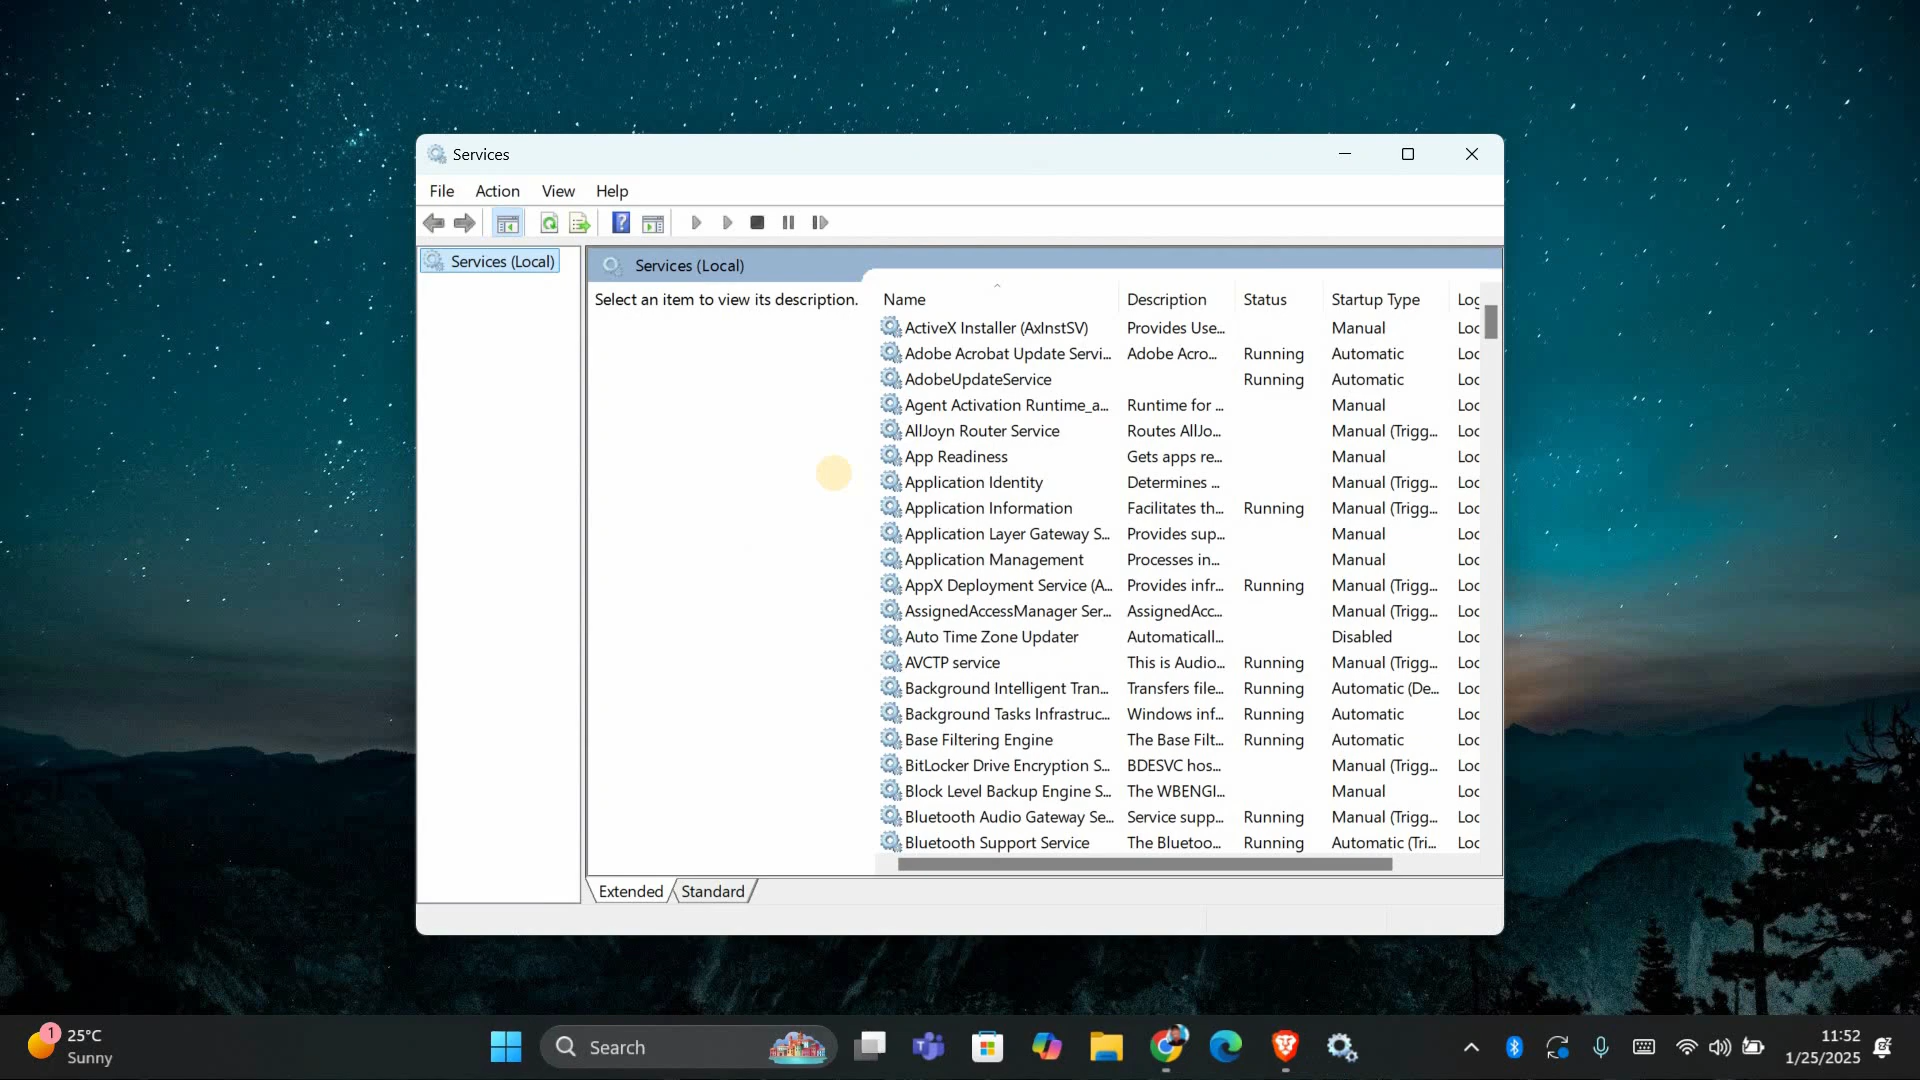 Services
File Action View Help
Services (Local)
Services (Local)
Select an item to view its description.
Name Description Status Startup Type Log
ActiveX Installer (AxInstSV) Provides Use... Manual Loc
Adobe Acrobat Update Servi... Adobe Acro... Running Automatic Loc
AdobeUpdateService Running Automatic Loc
Agent Activation Runtime_a... Runtime for ... Manual Loc
AllJoyn Router Service Routes AllJo... Manual (Trigg... Loc
App Readiness Gets apps re... Manual Loc
Application Identity Determines ... Manual (Trigg... Loc
Application Information Facilitates th... Running Manual (Trigg... Loc
Application Layer Gateway S... Provides sup... Manual Loc
Application Management Processes in... Manual Loc
AppX Deployment Service (A... Provides infr... Running Manual (Trigg... Loc
AssignedAccessManager Ser... AssignedAcc... Manual (Trigg... Loc
Auto Time Zone Updater Automaticall... Disabled Loc
AVCTP service This is Audio... Running Manual (Trigg... Loc
Background Intelligent Tran... Transfers file... Running Automatic (De... Loc
Background Tasks Infrastruc... Windows inf... Running Automatic Loc
Base Filtering Engine The Base Filt... Running Automatic Loc
BitLocker Drive Encryption S... BDESVC hos... Manual (Trigg... Loc
Block Level Backup Engine S... The WBENGI... Manual Loc
Bluetooth Audio Gateway Se... Service supp... Running Manual (Trigg... Loc
Bluetooth Support Service The Bluetoo... Running Automatic (Tri... Loc
Extended Standard
1
25°C
Sunny
Search
11:52
1/25/2025